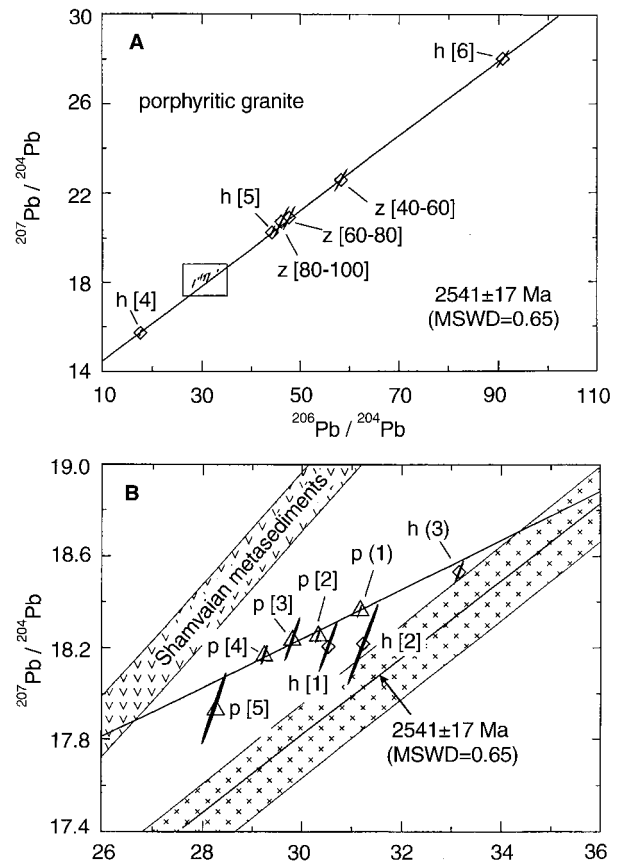 A
porphyritic granite
207Pb / 204Pb
30
26
22
18
14
h [6]
z [40-60]
h [5]
z [60-80]
z [80-100]
h [4]
2541±17 Ma
(MSWD=0.65)
10 30 50 70 90 110
206Pb / 204Pb
B
207Pb / 204Pb
19.0
18.6
18.2
17.8
17.4
Shamvaian metasediments
h (3)
p (1)
p [2]
p [3]
p [4]
h [2]
h [1]
p [5]
2541±17 Ma
(MSWD=0.65)
26 28 30 32 34 36